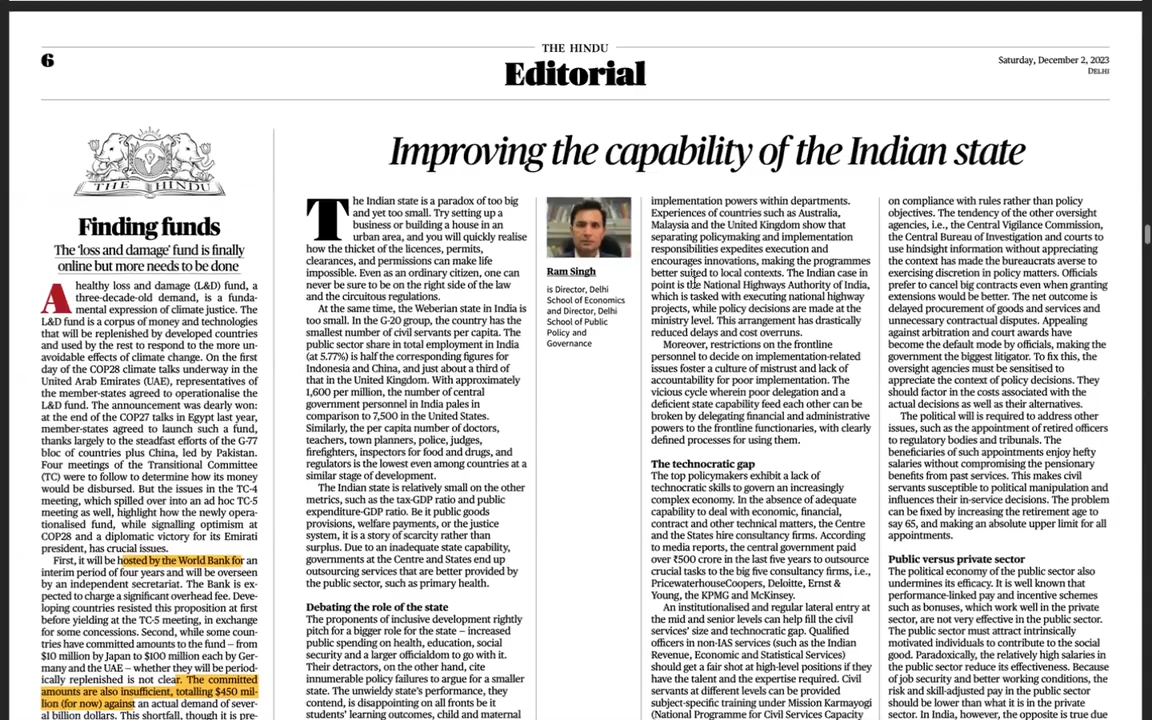 6
THE HINDU
Editorial
Saturday, December 2, 2023
DELHI
THE HINDU
Finding funds
The ‘loss and damage’ fund is finally
online but more needs to be done
A healthy loss and damage (L&D) fund, a
three-decade-old demand, is a funda-
mental expression of climate justice. The
L&D fund is a corpus of money and technologies
that will be replenished by developed countries
and used by the rest to respond to the more un-
avoidable effects of climate change. On the first
day of the COP28 climate talks underway in the
United Arab Emirates (UAE), representatives of
the member-states agreed to operationalise the
L&D fund. The announcement was dearly won:
at the end of the COP27 talks in Egypt last year,
member-states agreed to launch such a fund,
thanks largely to the steadfast efforts of the G-77
bloc of countries plus China, led by Pakistan.
Four meetings of the Transitional Committee
(TC) were to follow to determine how its money
would be disbursed. But the issues in the TC-4
meeting, which spilled over into an ad hoc TC-5
meeting as well, highlight how the newly opera-
tionalised fund, while signalling optimism at
COP28 and a diplomatic victory for its Emirati
president, has crucial issues.
First, it will be hosted by the World Bank for an
interim period of four years and will be overseen
by an independent secretariat. The Bank is ex-
pected to charge a significant overhead fee. Deve-
loping countries resisted this proposition at first
before yielding at the TC-5 meeting, in exchange
for some concessions. Second, while some coun-
tries have committed amounts to the fund – from
$10 million by Japan to $100 million each by Ger-
many and the UAE – whether they will be period-
ically replenished is not clear. The committed
amounts are also insufficient, totalling $450 mil-
lion (for now) against an actual demand of sever-
al billion dollars. This shortfall, though it is pre-
Improving the capability of the Indian state
The Indian state is a paradox of too big
and yet too small. Try setting up a
business or building a house in an
urban area, and you will quickly realise
how the thicket of the licences, permits,
clearances, and permissions can make life
impossible. Even as an ordinary citizen, one can
never be sure to be on the right side of the law
and the circuitous regulations.
At the same time, the Weberian state in India is
too small. In the G-20 group, the country has the
smallest number of civil servants per capita. The
public sector share in total employment in India
(at 5.77%) is half the corresponding figures for
Indonesia and China, and just about a third of
that in the United Kingdom. With approximately
1,600 per million, the number of central
government personnel in India pales in
comparison to 7,500 in the United States.
Similarly, the per capita number of doctors,
teachers, town planners, police, judges,
firefighters, inspectors for food and drugs, and
regulators is the lowest even among countries at a
similar stage of development.
The Indian state is relatively small on the other
metrics, such as the tax-GDP ratio and public
expenditure-GDP ratio. Be it public goods
provisions, welfare payments, or the justice
system, it is a story of scarcity rather than
surplus. Due to an inadequate state capability,
governments at the Centre and States end up
outsourcing services that are better provided by
the public sector, such as primary health.
Debating the role of the state
The proponents of inclusive development rightly
pitch for a bigger role for the state – increased
public spending on health, education, social
security and a larger officialdom to go with it.
Their detractors, on the other hand, cite
innumerable policy failures to argue for a smaller
state. The unwieldy state’s performance, they
contend, is disappointing on all fronts be it
students’ learning outcomes, child and maternal
Ram Singh
is Director, Delhi
School of Economics
and Director, Delhi
School of Public
Policy and
Governance
implementation powers within departments.
Experiences of countries such as Australia,
Malaysia and the United Kingdom show that
separating policymaking and implementation
responsibilities expedites execution and
encourages innovations, making the programmes
better suited to local contexts. The Indian case in
point is the National Highways Authority of India,
which is tasked with executing national highway
projects, while policy decisions are made at the
ministry level. This arrangement has drastically
reduced delays and cost overruns.
Moreover, restrictions on the frontline
personnel to decide on implementation-related
issues foster a culture of mistrust and lack of
accountability for poor implementation. The
vicious cycle wherein poor delegation and a
deficient state capability feed each other can be
broken by delegating financial and administrative
powers to the frontline functionaries, with clearly
defined processes for using them.
The technocratic gap
The top policymakers exhibit a lack of
technocratic skills to govern an increasingly
complex economy. In the absence of adequate
capability to deal with economic, financial,
contract and other technical matters, the Centre
and the States hire consultancy firms. According
to media reports, the central government paid
over ₹500 crore in the last five years to outsource
crucial tasks to the big five consultancy firms, i.e.,
PricewaterhouseCoopers, Deloitte, Ernst &
Young, the KPMG and McKinsey.
An institutionalised and regular lateral entry at
the mid and senior levels can help fill the civil
services’ size and technocratic gap. Qualified
officers in non-IAS services (such as the Indian
Revenue, Economic and Statistical Services)
should get a fair shot at high-level positions if they
have the talent and the expertise required. Civil
servants at different levels can be provided
subject-specific training under Mission Karmayogi
(National Programme for Civil Services Capacity
on compliance with rules rather than policy
objectives. The tendency of the other oversight
agencies, i.e., the Central Vigilance Commission,
the Central Bureau of Investigation and courts to
use hindsight information without appreciating
the context has made the bureaucrats averse to
exercising discretion in policy matters. Officials
prefer to cancel big contracts even when granting
extensions would be better. The net outcome is
delayed procurement of goods and services and
unnecessary contractual disputes. Appealing
against arbitration and court awards have
become the default mode by officials, making the
government the biggest litigator. To fix this, the
oversight agencies must be sensitised to
appreciate the context of policy decisions. They
should factor in the costs associated with the
actual decisions as well as their alternatives.
The political will is required to address other
issues, such as the appointment of retired officers
to regulatory bodies and tribunals. The
beneficiaries of such appointments enjoy hefty
salaries without compromising the pensionary
benefits from past services. This makes civil
servants susceptible to political manipulation and
influences their in-service decisions. The problem
can be fixed by increasing the retirement age to
say 65, and making an absolute upper limit for all
appointments.
Public versus private sector
The political economy of the public sector also
undermines its efficacy. It is well known that
performance-linked pay and incentive schemes
such as bonuses, which work well in the private
sector, are not very effective in the public sector.
The public sector must attract intrinsically
motivated individuals to contribute to the social
good. Paradoxically, the relatively high salaries in
the public sector reduce its effectiveness. Because
of job security and better working conditions, the
risk and skill-adjusted pay in the public sector
should be lower than what it is in the private
sector. In India, however, the opposite is true due